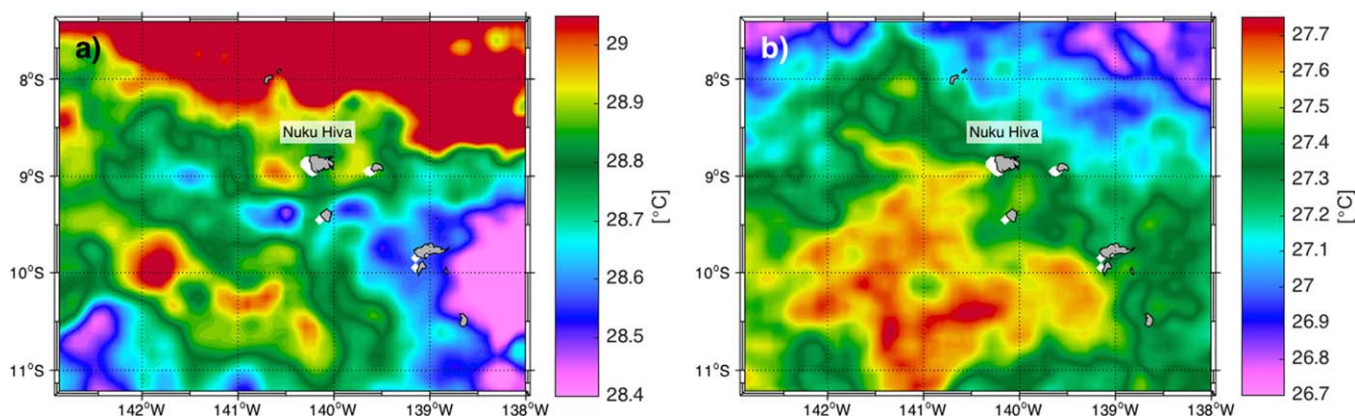 a)
Nuku Hiva
8°S
9°S
10°S
11°S
142°W
141°W
140°W
139°W
138°W
29
28.9
28.8
28.7
28.6
28.5
28.4
[°C]
b)
Nuku Hiva
8°S
9°S
10°S
11°S
142°W
141°W
140°W
139°W
138°W
27.7
27.6
27.5
27.4
27.3
27.2
27.1
27
26.9
26.8
26.7
[°C]